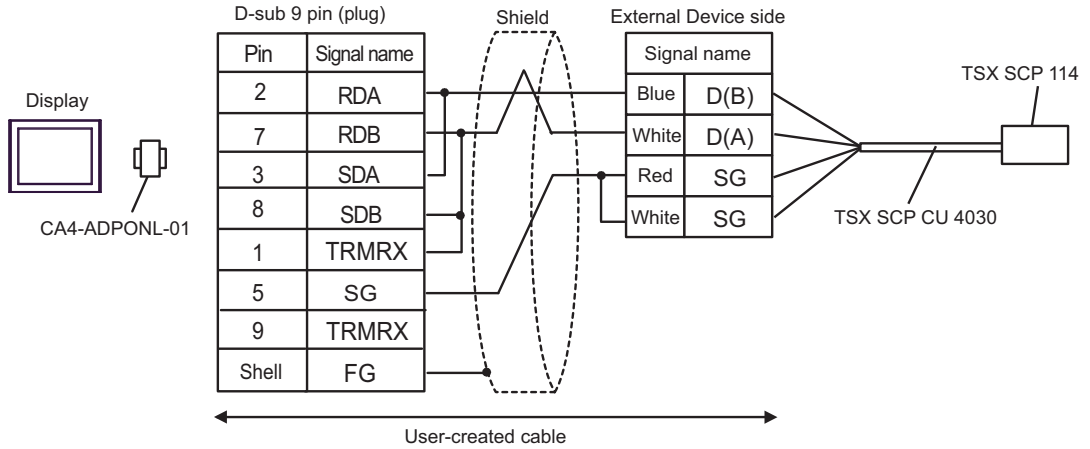 D-sub 9 pin (plug)
Shield
External Device side
Pin Signal name
Signal name
TSX SCP 114
Display
2 RDA
Blue D(B)
7 RDB
White D(A)
3 SDA
Red SG
8 SDB
White SG
CA4-ADPONL-01
TSX SCP CU 4030
1 TRMRX
5 SG
9 TRMRX
Shell FG
User-created cable